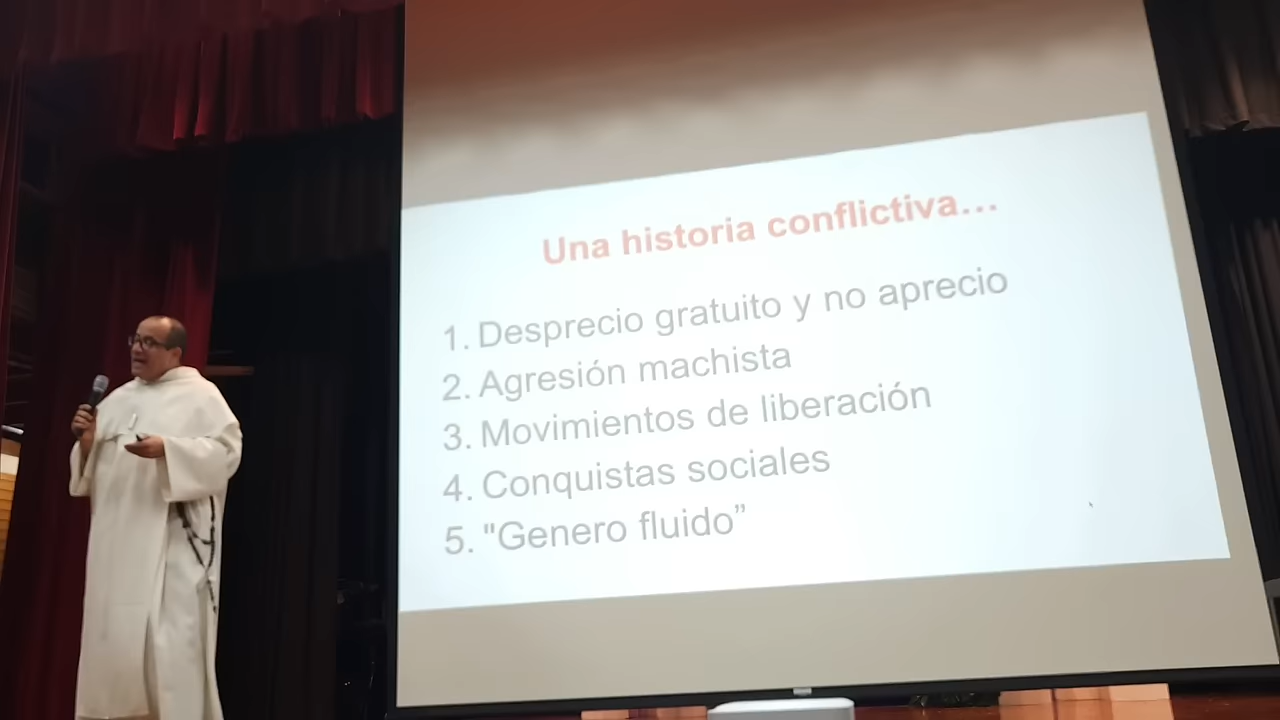 Una historia conflictiva...
1. Desprecio gratuito y no aprecio
2. Agresión machista
3. Movimientos de liberación
4. Conquistas sociales
5. "Genero fluido”